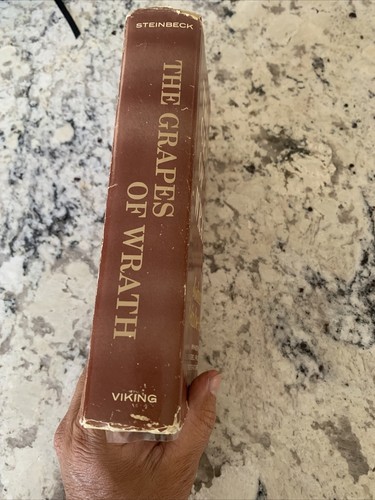 STEINBECK
THE GRAPES
OF WRATH
VIKING